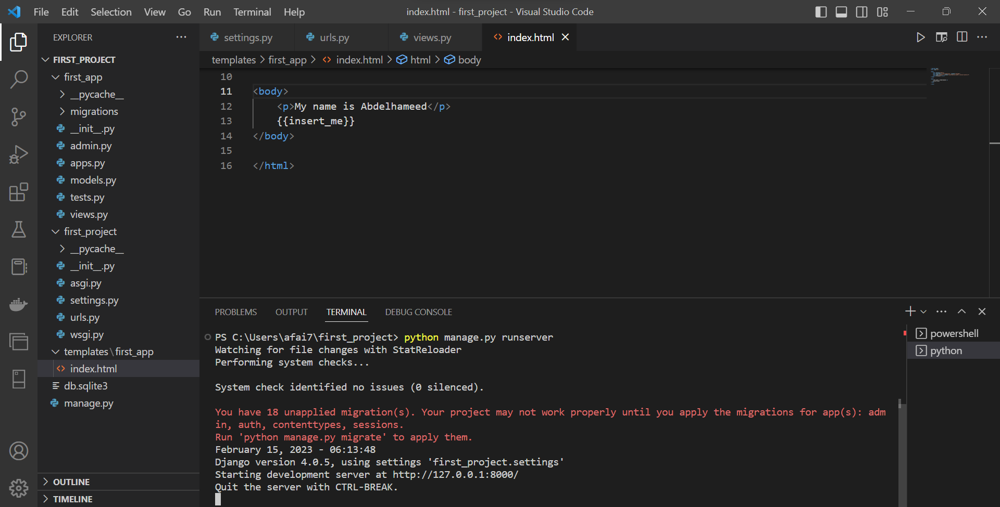 File Edit Selection View Go Run Terminal Help
index.html - first_project - Visual Studio Code
EXPLORER
FIRST_PROJECT
first_app
__pycache__
migrations
__init__.py
admin.py
apps.py
models.py
tests.py
views.py
first_project
__pycache__
__init__.py
asgi.py
settings.py
urls.py
wsgi.py
templates\first_app
index.html
db.sqlite3
manage.py
OUTLINE
TIMELINE
settings.py urls.py views.py index.html
templates > first_app > index.html > html > body
10
11 <body>
12 <p>My name is Abdelhameed</p>
13 {{insert_me}}
14 </body>
15
16 </html>
PROBLEMS OUTPUT TERMINAL DEBUG CONSOLE
PS C:\Users\afai7\first_project> python manage.py runserver
Watching for file changes with StatReloader
Performing system checks...
System check identified no issues (0 silenced).
You have 18 unapplied migration(s). Your project may not work properly until you apply the migrations for app(s): adm
in, auth, contenttypes, sessions.
Run 'python manage.py migrate' to apply them.
February 15, 2023 - 06:13:48
Django version 4.0.5, using settings 'first_project.settings'
Starting development server at http://127.0.0.1:8000/
Quit the server with CTRL-BREAK.
powershell
python